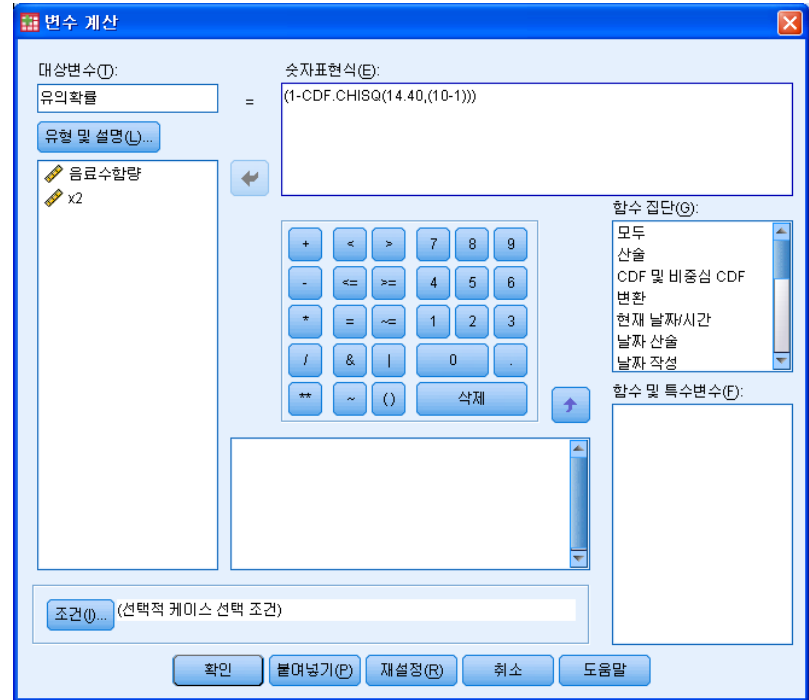 변수 계산
대상변수(T):
숫자표현식(E):
유의확률
=
(1-CDF.CHISQ(14.40,(10-1)))
유형 및 설명(L)...
음료수함량
x2
함수 집단(G):
모두
산술
CDF 및 비중심 CDF
변환
현재 날짜/시간
날짜 산술
날짜 작성
+ < > 7 8 9
- <= >= 4 5 6
* = ~= 1 2 3
/ & | 0 .
** ~ () 삭제
함수 및 특수변수(F):
조건(I)... (선택적 케이스 선택 조건)
확인 붙여넣기(P) 재설정(R) 취소 도움말